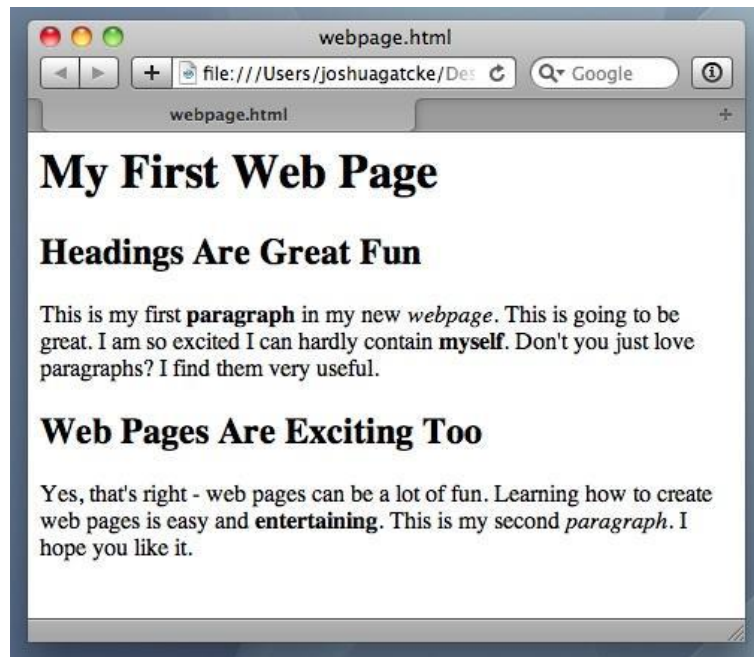 webpage.html
file:///Users/joshuagatcke/Des
Google
webpage.html
My First Web Page
Headings Are Great Fun
This is my first paragraph in my new webpage. This is going to be
great. I am so excited I can hardly contain myself. Don't you just love
paragraphs? I find them very useful.
Web Pages Are Exciting Too
Yes, that's right - web pages can be a lot of fun. Learning how to create
web pages is easy and entertaining. This is my second paragraph. I
hope you like it.